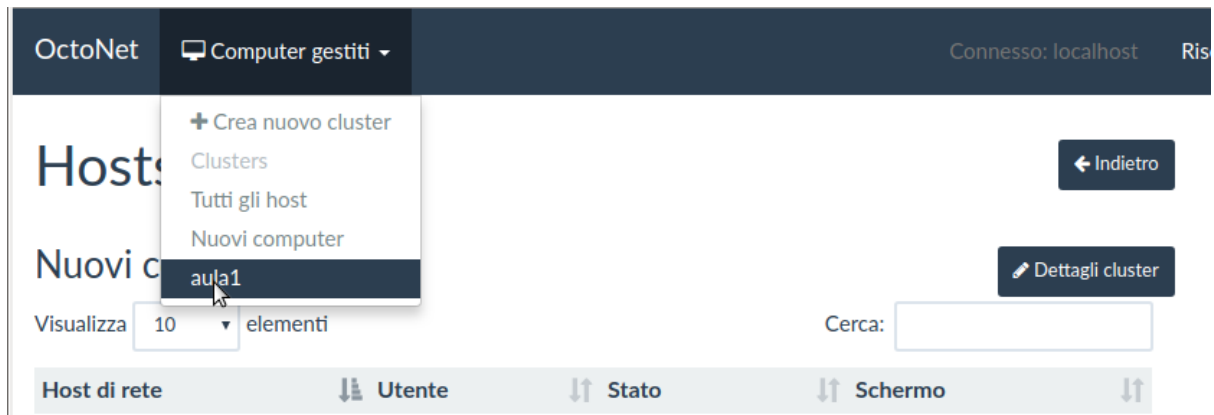 OctoNet Computer gestiti Connesso: localhost Ris
Crea nuovo cluster
Hosts Clusters Indietro
Tutti gli host
Nuovi computer
Nuovi c aula1 Dettagli cluster
Visualizza 10 elementi Cerca:
Host di rete Utente Stato Schermo